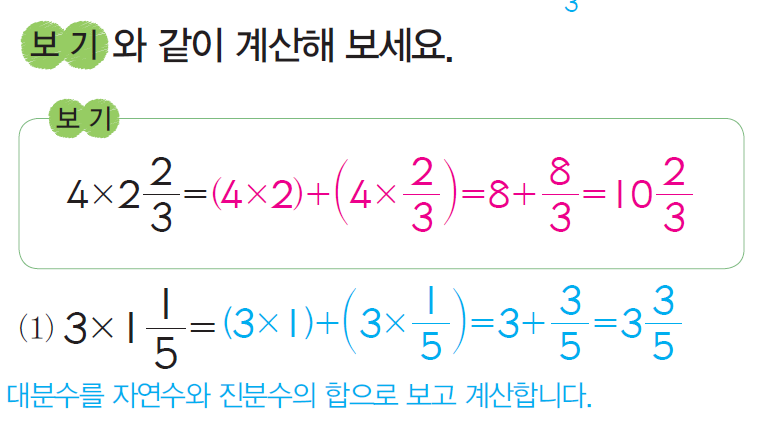 3
보기와 같이 계산해 보세요.
보기
4×2 2/3=(4×2)+(4×2/3)=8+8/3=10 2/3
(1) 3×1 1/5=(3×1)+(3×1/5)=3+3/5=3 3/5
대분수를 자연수와 진분수의 합으로 보고 계산합니다.